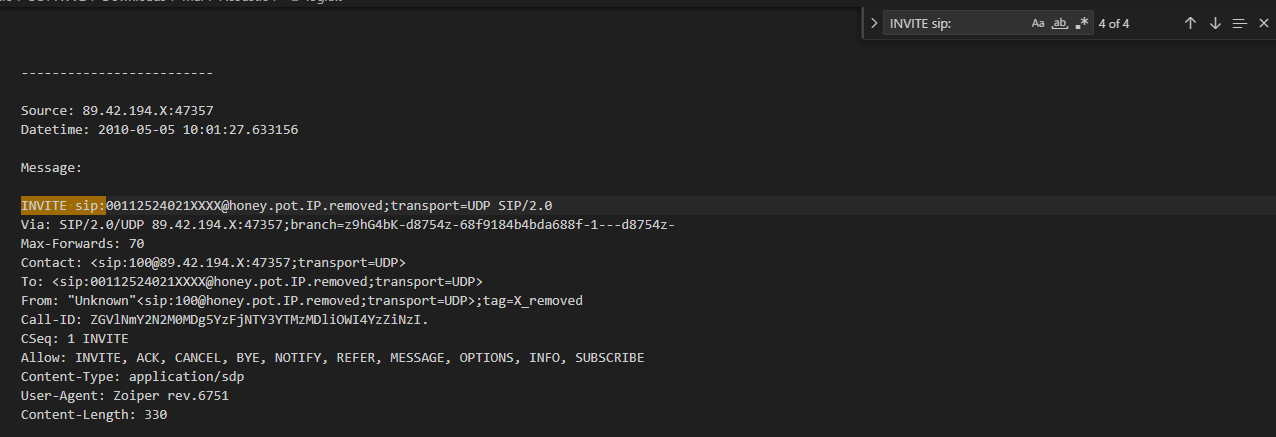 INVITE sip:
Aa
ab
4 of 4
-------------------------
Source: 89.42.194.X:47357
Datetime: 2010-05-05 10:01:27.633156
Message:
INVITE sip:00112524021XXXX@honey.pot.IP.removed;transport=UDP SIP/2.0
Via: SIP/2.0/UDP 89.42.194.X:47357;branch=z9hG4bK-d8754z-68f9184b4bda688f-1---d8754z-
Max-Forwards: 70
Contact: <sip:100@89.42.194.X:47357;transport=UDP>
To: <sip:00112524021XXXX@honey.pot.IP.removed;transport=UDP>
From: "Unknown"<sip:100@honey.pot.IP.removed;transport=UDP>;tag=X_removed
Call-ID: ZGVlNmY2N2M0MDg5YzFjNTY3YTMzMDliOWI4YzZiNzI.
CSeq: 1 INVITE
Allow: INVITE, ACK, CANCEL, BYE, NOTIFY, REFER, MESSAGE, OPTIONS, INFO, SUBSCRIBE
Content-Type: application/sdp
User-Agent: Zoiper rev.6751
Content-Length: 330